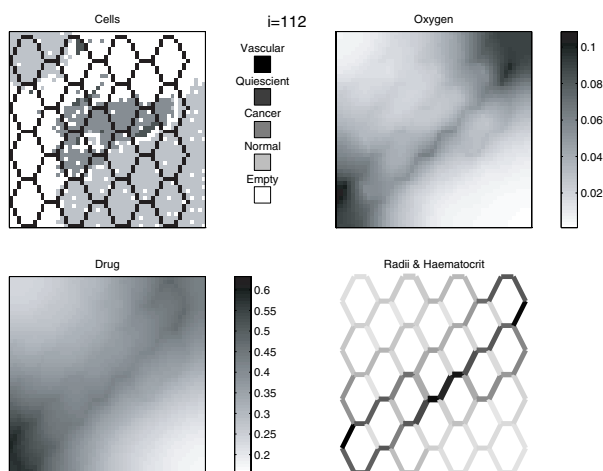 Cells
i=112
Oxygen
Vascular
Quiescient
Cancer
Normal
Empty
0.1
0.08
0.06
0.04
0.02
Drug
Radii & Haematocrit
0.6
0.55
0.5
0.45
0.4
0.35
0.3
0.25
0.2